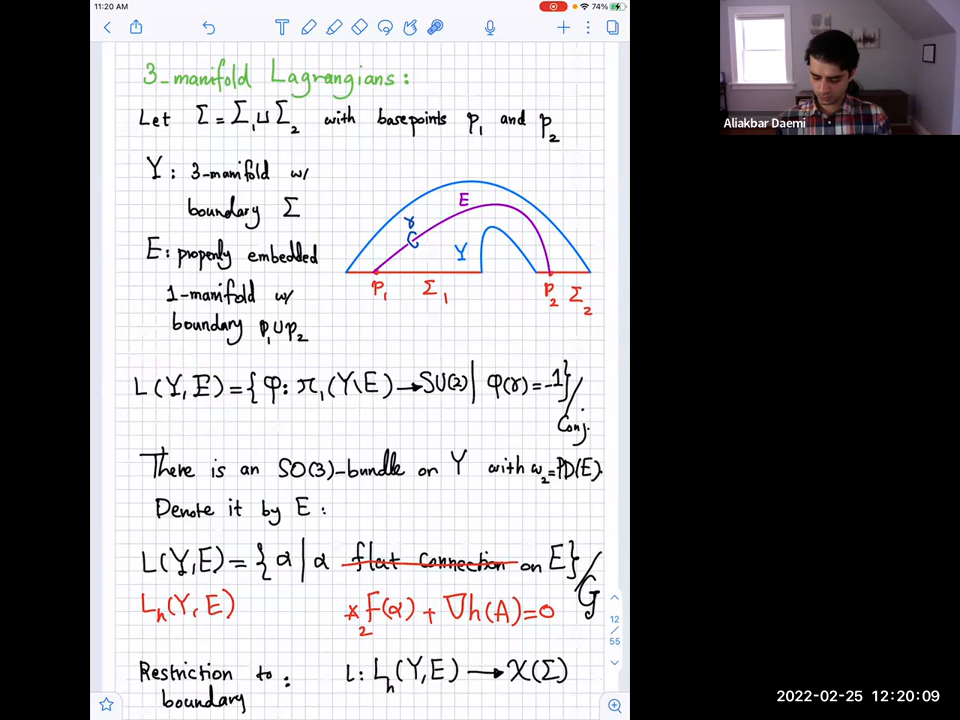 11:20 AM
74%
3-manifold Lagrangians:
Let Σ = Σ₁ ⊔ Σ₂ with basepoints p₁ and p₂
Y: 3-manifold w/
boundary Σ
E: properly embedded
1-manifold w/
boundary p₁ ∪ p₂
E
γ
Y
p₁ Σ₁ p₂ Σ₂
L(Y, E) = {φ: π₁(Y\E) → SU(2) | φ(γ) = -1}/Conj.
There is an SO(3)-bundle on Y with w₂ = PD(E).
Denote it by E:
L(Y, E) = {α | α flat connection on E}/G
Lₕ(Y, E) *₂F(α) + ∇h(A) = 0
Restriction to: L: Lₕ(Y, E) → X(Σ)
boundary
12
/
55
Aliakbar Daemi
2022-02-25 12:20:09